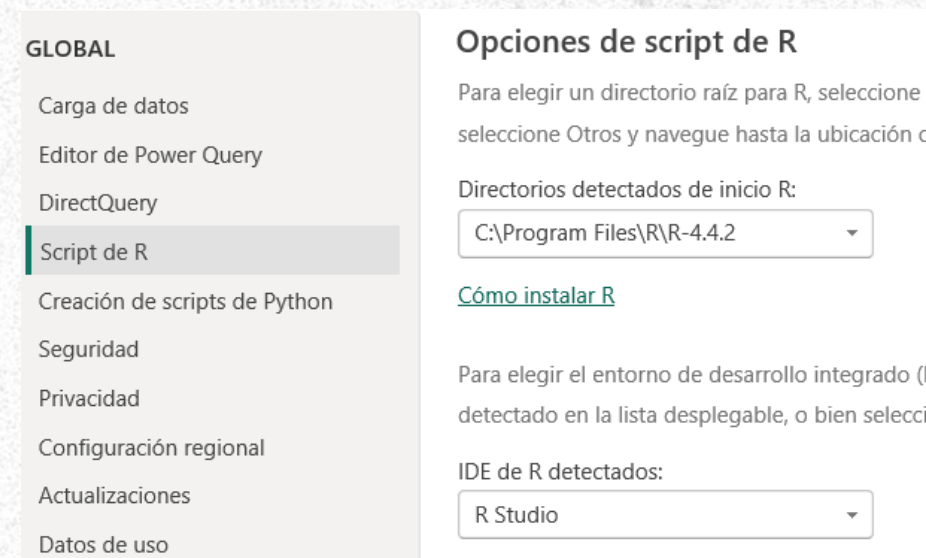 GLOBAL
Carga de datos
Editor de Power Query
DirectQuery
Script de R
Creación de scripts de Python
Seguridad
Privacidad
Configuración regional
Actualizaciones
Datos de uso
Opciones de script de R
Para elegir un directorio raíz para R, seleccione
seleccione Otros y navegue hasta la ubicación
Directorios detectados de inicio R:
C:\Program Files\R\R-4.4.2
Cómo instalar R
Para elegir el entorno de desarrollo integrado (
detectado en la lista desplegable, o bien
IDE de R detectados:
R Studio